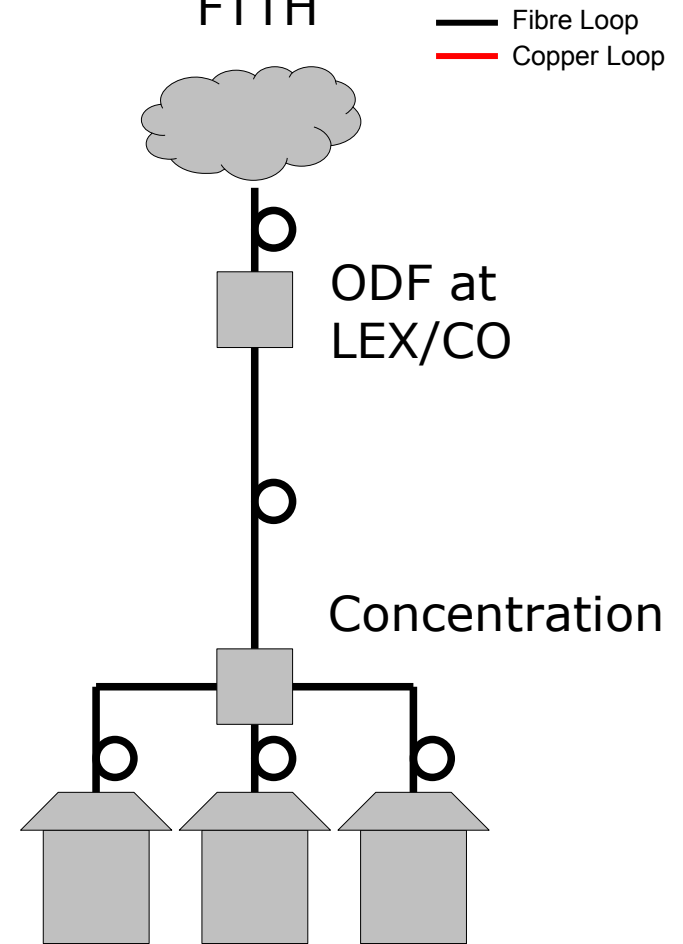 FTTH
Fibre Loop
Copper Loop
ODF at
LEX/CO
Concentration